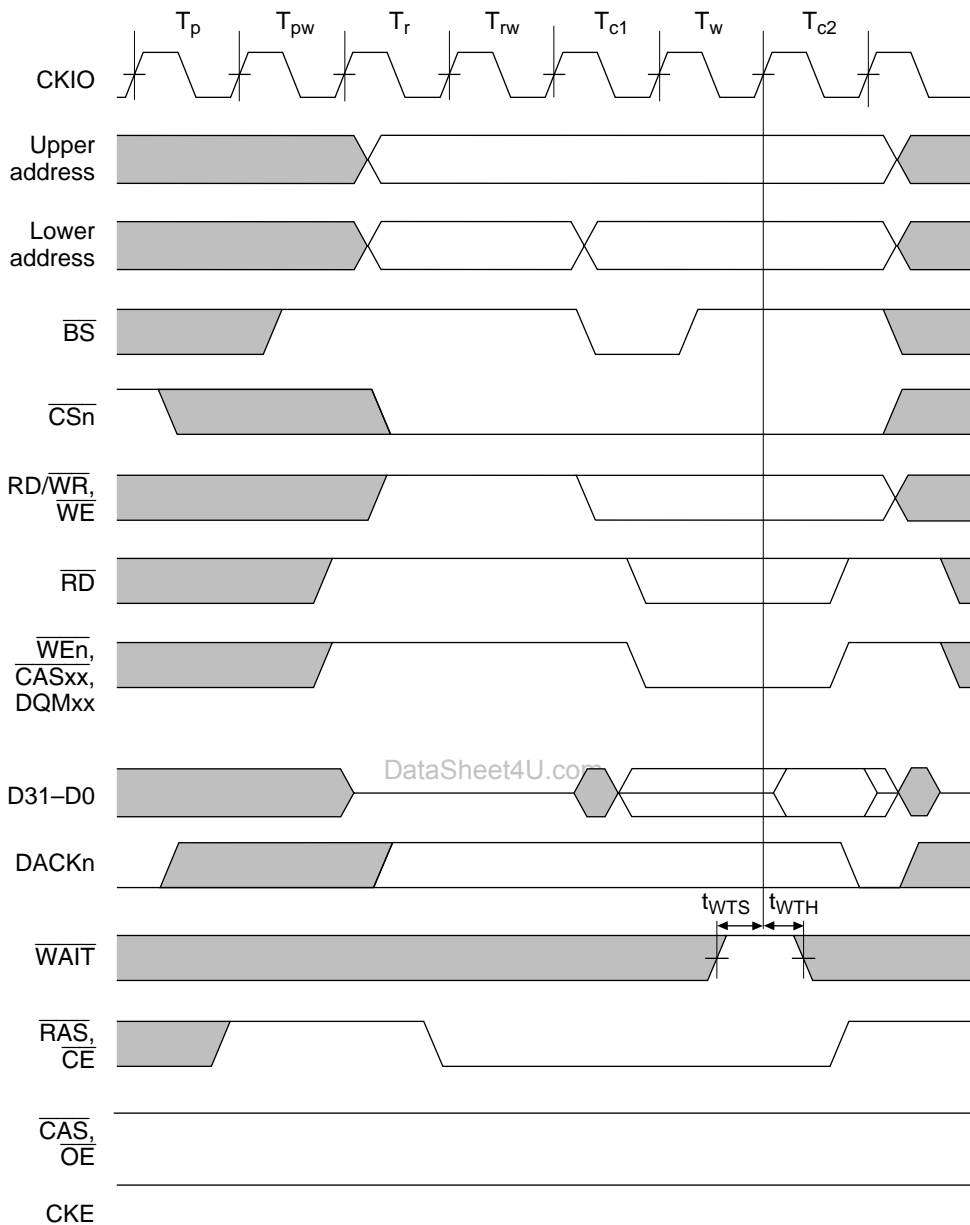 Tp Tpw Tr Trw Tc1 Tw Tc2
CKIO
Upper
address
Lower
address
BS
CSn
RD/WR,
WE
RD
WEn,
CASxx,
DQMxx
DataSheet4U.com
D31–D0
DACKn
tWTS tWTH
WAIT
RAS,
CE
CAS,
OE
CKE